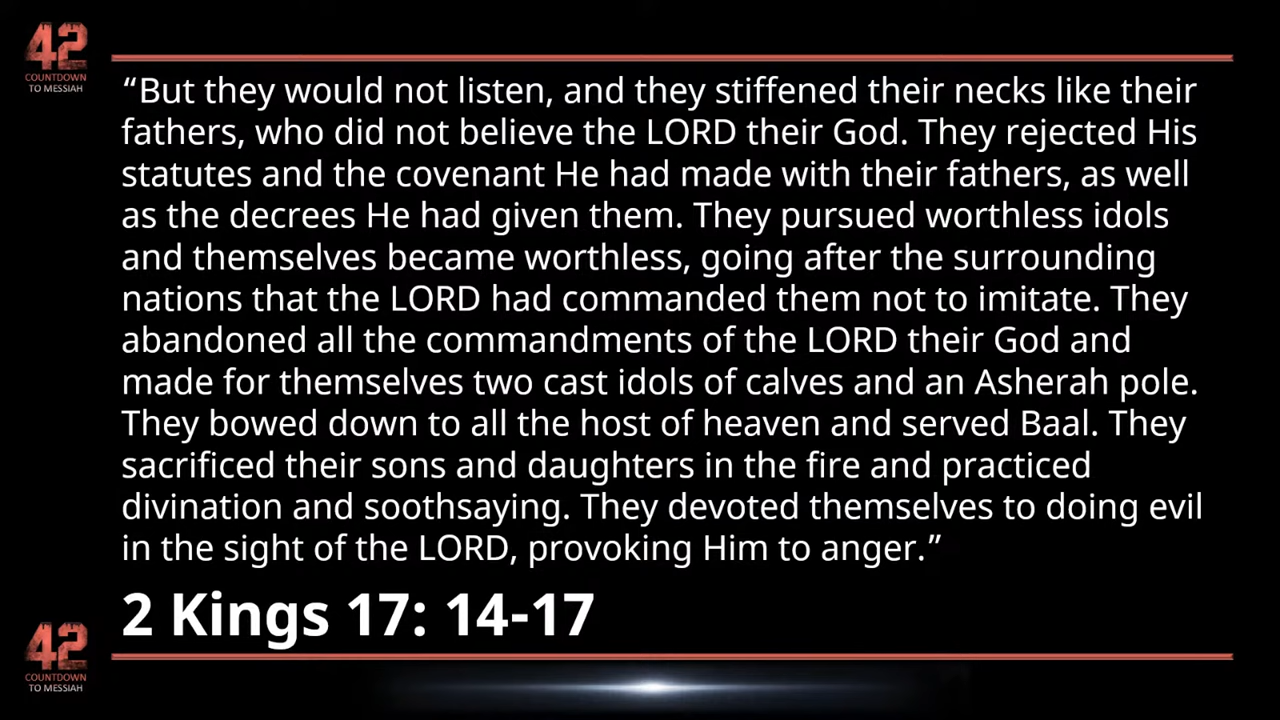 42
COUNTDOWN
TO MESSIAH
“But they would not listen, and they stiffened their necks like their
fathers, who did not believe the LORD their God. They rejected His
statutes and the covenant He had made with their fathers, as well
as the decrees He had given them. They pursued worthless idols
and themselves became worthless, going after the surrounding
nations that the LORD had commanded them not to imitate. They
abandoned all the commandments of the LORD their God and
made for themselves two cast idols of calves and an Asherah pole.
They bowed down to all the host of heaven and served Baal. They
sacrificed their sons and daughters in the fire and practiced
divination and soothsaying. They devoted themselves to doing evil
in the sight of the LORD, provoking Him to anger.”
2 Kings 17: 14-17
42
COUNTDOWN
TO MESSIAH